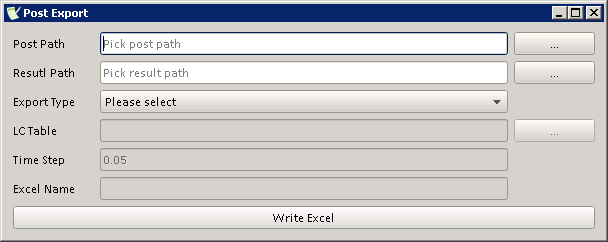 Post Export
Post Path Pick post path ...
Resutl Path Pick result path ...
Export Type Please select
LC Table ...
Time Step 0.05
Excel Name
Write Excel